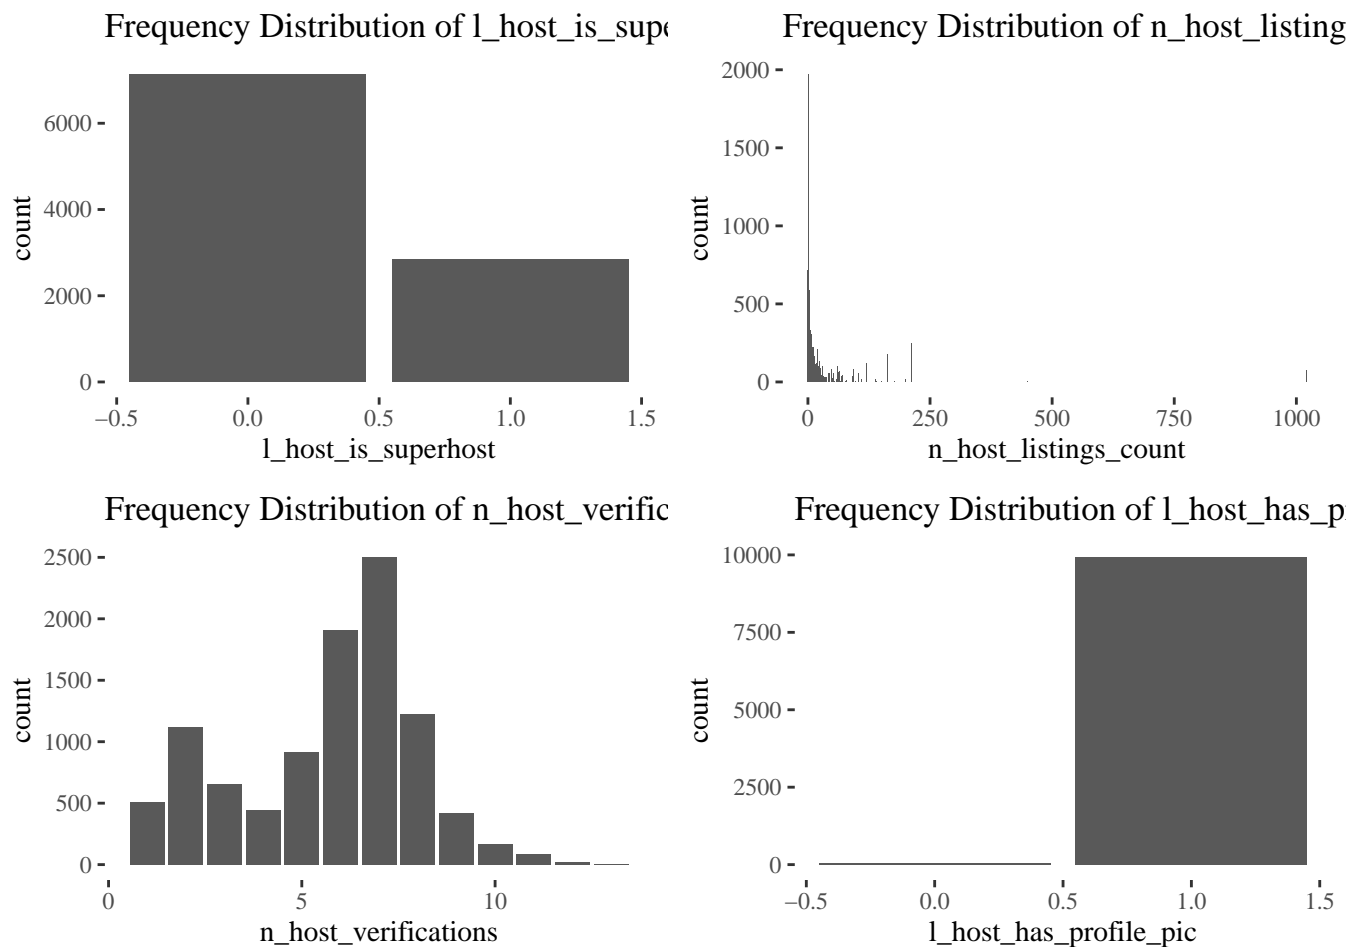 Frequency Distribution of l_host_is_supe
6000
4000
2000
0
count
−0.5 0.0 0.5 1.0 1.5
l_host_is_superhost
Frequency Distribution of n_host_listing
2000
1500
1000
500
0
count
0 250 500 750 1000
n_host_listings_count
Frequency Distribution of n_host_verific
2500
2000
1500
1000
500
0
count
0 5 10
n_host_verifications
Frequency Distribution of l_host_has_p
10000
7500
5000
2500
0
count
−0.5 0.0 0.5 1.0 1.5
l_host_has_profile_pic